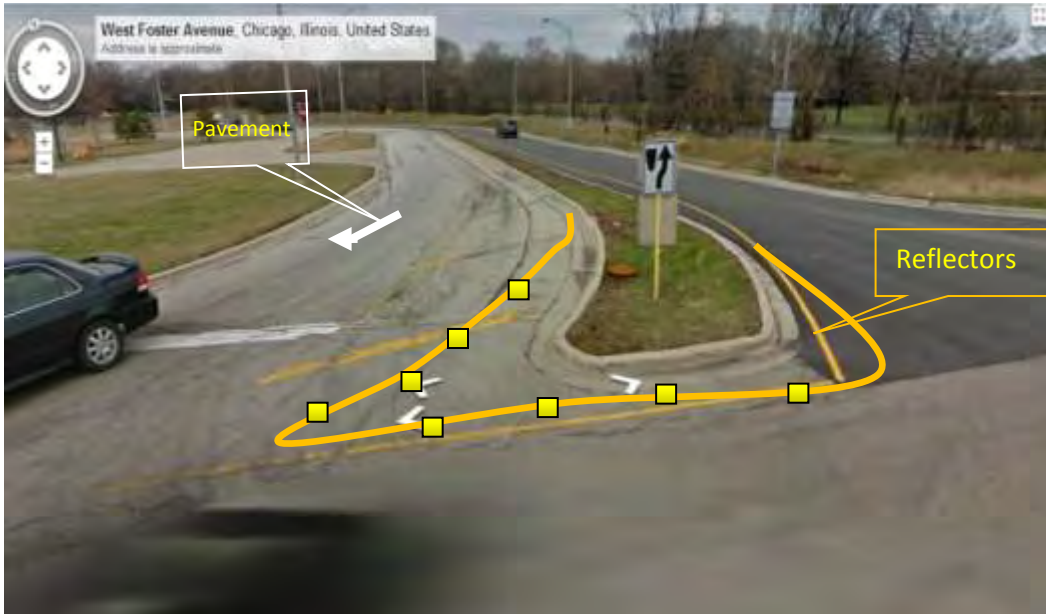 West Foster Avenue, Chicago, Illinois, United States
Address is approximate
Pavement
Reflectors